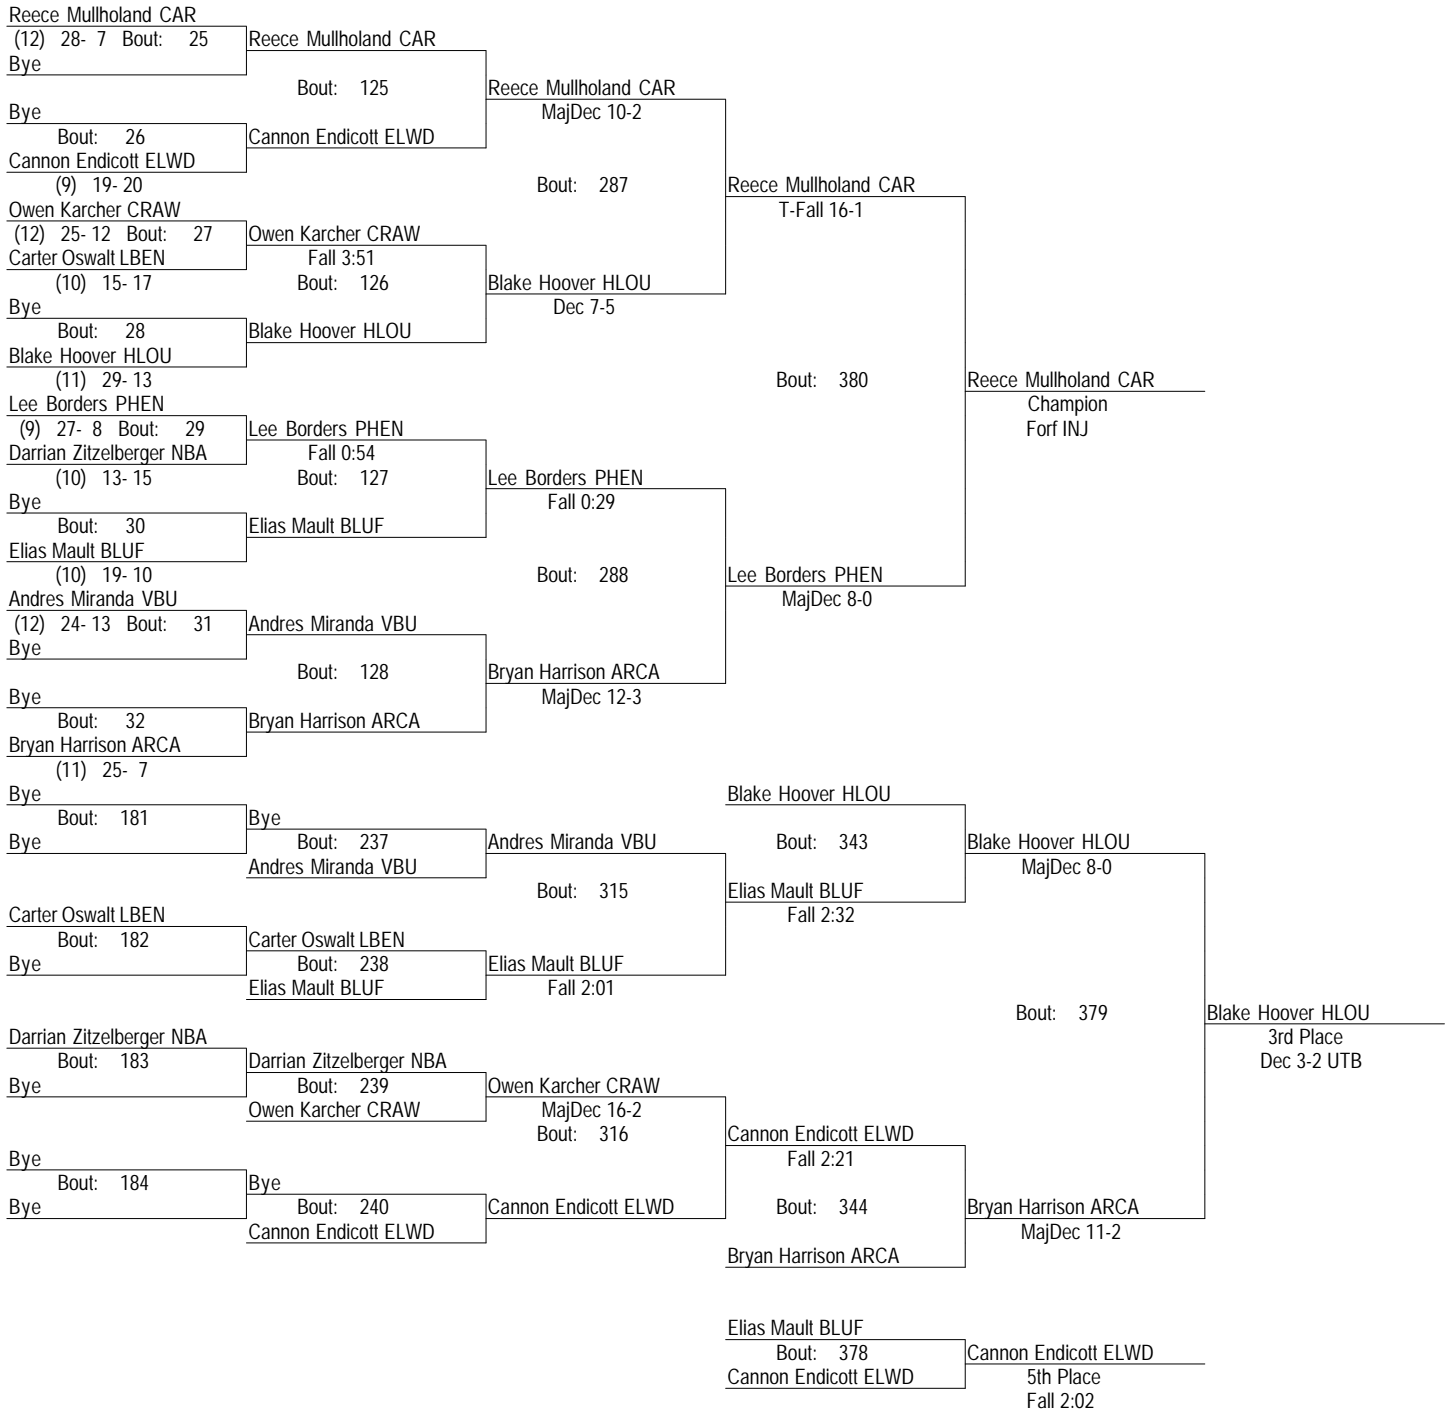 Reece Mullholand CAR
(12) 28- 7 Bout: 25
Bye
Reece Mullholand CAR
Bout: 125
Bye
Bout: 26
Cannon Endicott ELWD
(9) 19- 20
Cannon Endicott ELWD
Reece Mullholand CAR
MajDec 10-2
Bout: 287
Owen Karcher CRAW
(12) 25- 12 Bout: 27
Carter Oswalt LBEN
(10) 15- 17
Owen Karcher CRAW
Fall 3:51
Bout: 126
Bye
Bout: 28
Blake Hoover HLOU
(11) 29- 13
Blake Hoover HLOU
Blake Hoover HLOU
Dec 7-5
Reece Mullholand CAR
T-Fall 16-1
Bout: 380
Reece Mullholand CAR
Champion
Forf INJ
Lee Borders PHEN
(9) 27- 8 Bout: 29
Darrian Zitzelberger NBA
(10) 13- 15
Lee Borders PHEN
Fall 0:54
Bout: 127
Bye
Bout: 30
Elias Mault BLUF
(10) 19- 10
Elias Mault BLUF
Lee Borders PHEN
Fall 0:29
Bout: 288
Lee Borders PHEN
MajDec 8-0
Andres Miranda VBU
(12) 24- 13 Bout: 31
Bye
Andres Miranda VBU
Bout: 128
Bye
Bout: 32
Bryan Harrison ARCA
(11) 25- 7
Bryan Harrison ARCA
Bryan Harrison ARCA
MajDec 12-3
Bye
Bout: 181
Bye
Bye
Bout: 237
Andres Miranda VBU
Andres Miranda VBU
Bout: 315
Carter Oswalt LBEN
Bout: 182
Bye
Carter Oswalt LBEN
Bout: 238
Elias Mault BLUF
Elias Mault BLUF
Fall 2:01
Blake Hoover HLOU
Bout: 343
Elias Mault BLUF
Fall 2:32
Blake Hoover HLOU
MajDec 8-0
Bout: 379
Blake Hoover HLOU
3rd Place
Dec 3-2 UTB
Darrian Zitzelberger NBA
Bout: 183
Bye
Darrian Zitzelberger NBA
Bout: 239
Owen Karcher CRAW
Owen Karcher CRAW
MajDec 16-2
Bout: 316
Bye
Bout: 184
Bye
Bye
Bout: 240
Cannon Endicott ELWD
Cannon Endicott ELWD
Cannon Endicott ELWD
Fall 2:21
Bout: 344
Bryan Harrison ARCA
Bryan Harrison ARCA
MajDec 11-2
Elias Mault BLUF
Bout: 378
Cannon Endicott ELWD
Cannon Endicott ELWD
5th Place
Fall 2:02